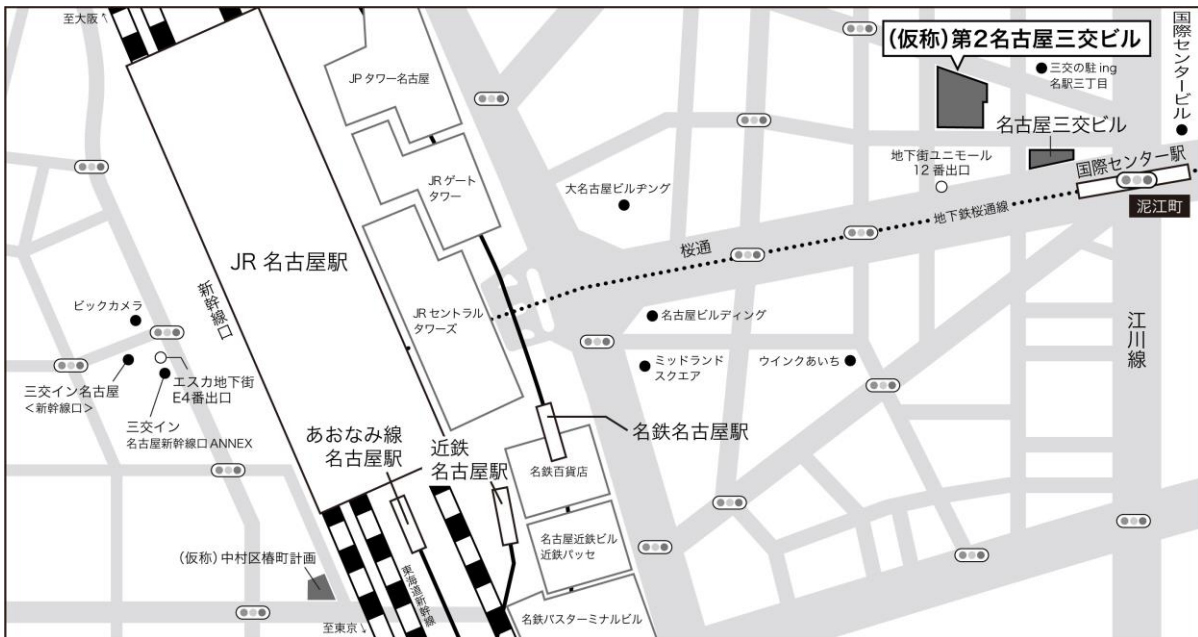 至大阪
JPタワー名古屋
(仮称)第2名古屋三交ビル
三交の駐ing
名駅三丁目
国際センタービル
名古屋三交ビル
地下街ユニモール
12番出口
国際センター駅
泥江町
JRゲート
タワー
大名古屋ビルヂング
地下鉄桜通線
桜通
JR名古屋駅
新幹線口
JRセントラル
タワーズ
ビックカメラ
名古屋ビルディング
江川線
ミッドランド
スクエア
ウインクあいち
三交イン名古屋
<新幹線口>
エスカ地下街
E4番出口
三交イン
名古屋新幹線口ANNEX
あおなみ線
名古屋駅
近鉄
名古屋駅
名鉄名古屋駅
名鉄百貨店
名古屋近鉄ビル
近鉄パッセ
(仮称)中村区椿町計画
東海道新幹線
名鉄バスターミナルビル
至東京